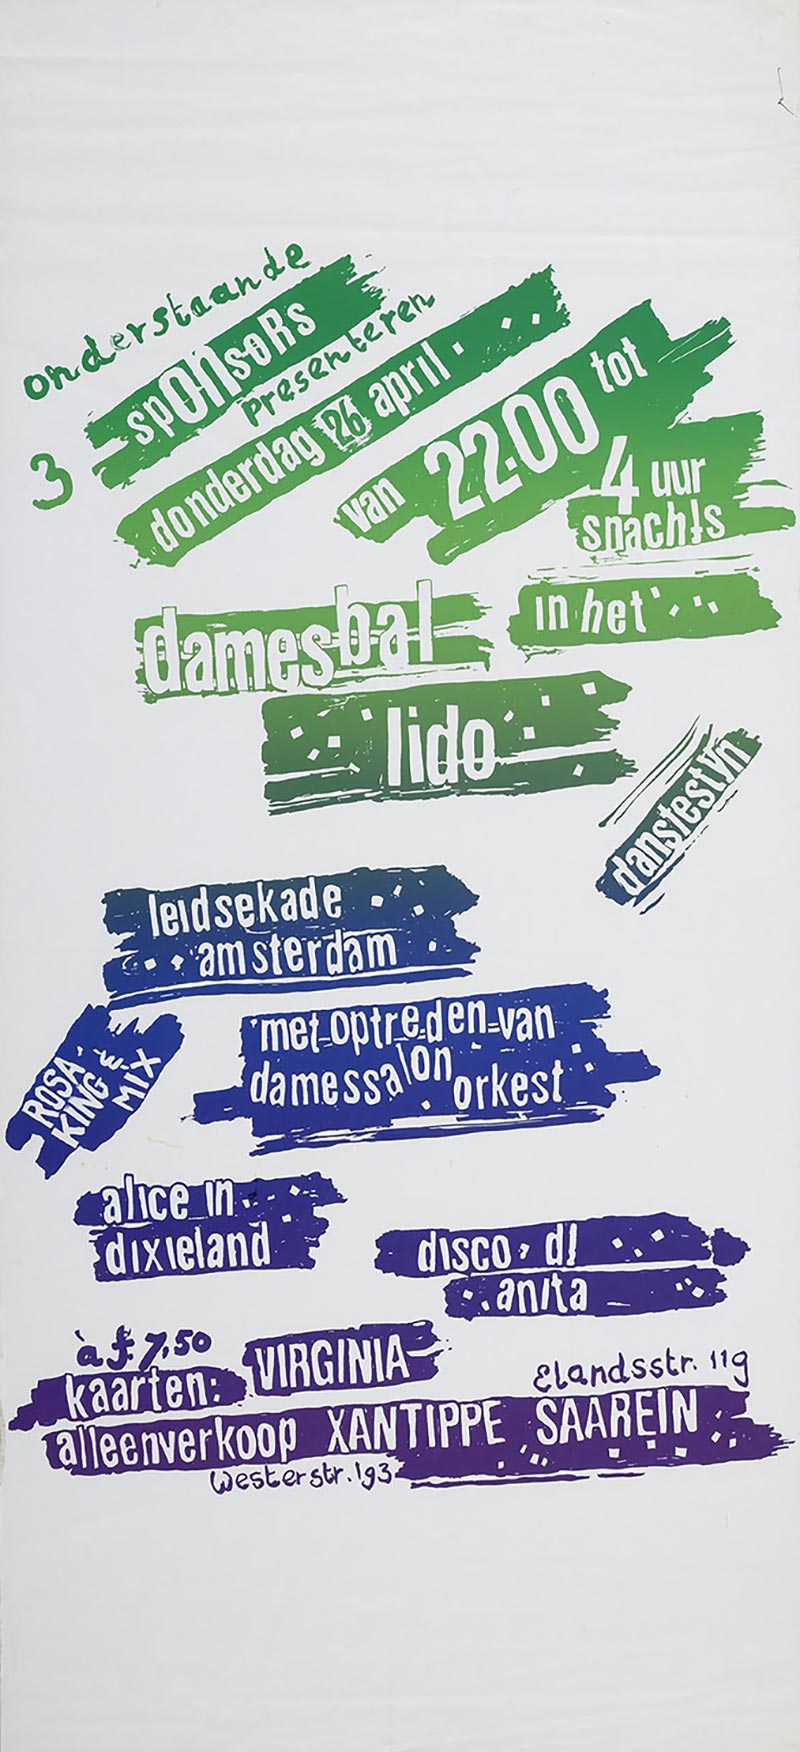 onderstaande
3 sponsors
presenteren
donderdag 26 april
van 22.00 tot
4 uur
snachts
damesbal
in het
lido
dansfestyn
leidsekade
amsterdam
ROSA
KING &
MIX
met optreden van
damessalon orkest
alice in
dixieland
disco di
anita
à f 7,50
kaarten: VIRGINIA
Elandsstr. 119
alleenverkoop XANTIPPE SAAREIN
Westerstr. 193